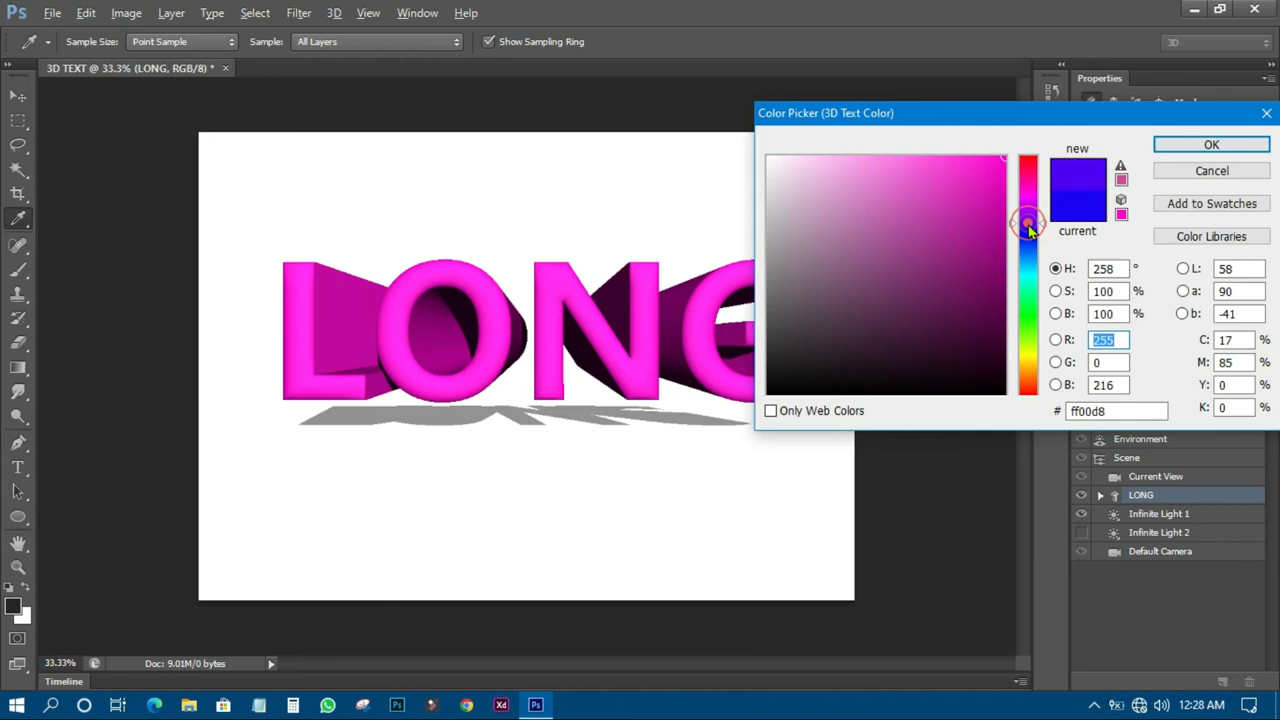 Ps File Edit Image Layer Type Select Filter 3D View Window Help
Sample Size: Point Sample Sample: All Layers Show Sampling Ring 3D
3D TEXT @ 33.3% (LONG, RGB/8) * ×
Properties
Color Picker (3D Text Color)
new
OK
Cancel
Add to Swatches
current
Color Libraries
H: 258 ° L: 58
S: 100 % a: 90
B: 100 % b: -41
R: 255 C: 17 %
G: 0 M: 85 %
B: 216 Y: 0 %
# ff00d8 K: 0 %
Only Web Colors
LONG
Environment
Scene
Current View
LONG
Infinite Light 1
Infinite Light 2
Default Camera
33.33% Doc: 9.01M/0 bytes
Timeline
Ps Xd Ps 12:28 AM